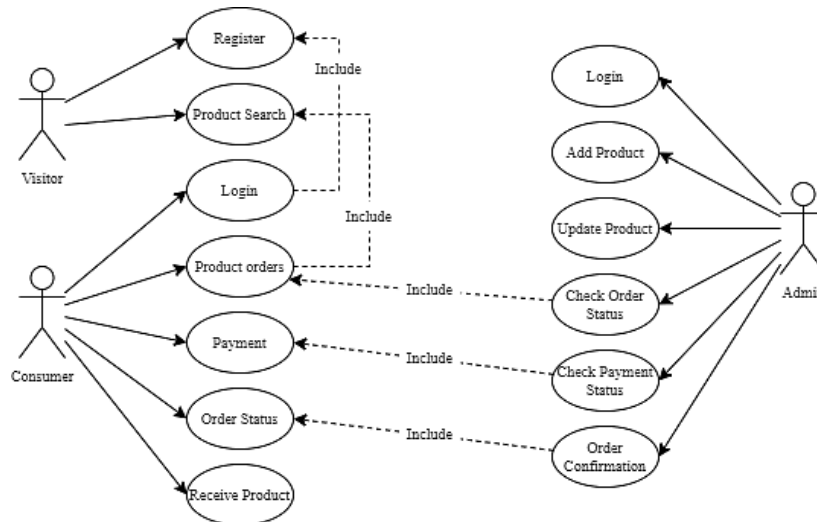 Register
Include
Login
Product Search
Add Product
Visitor
Login
Include
Update Product
Product orders
Include
Check Order
Status
Admi
Payment
Include
Check Payment
Status
Consumer
Order Status
Include
Order
Confirmation
Receive Product